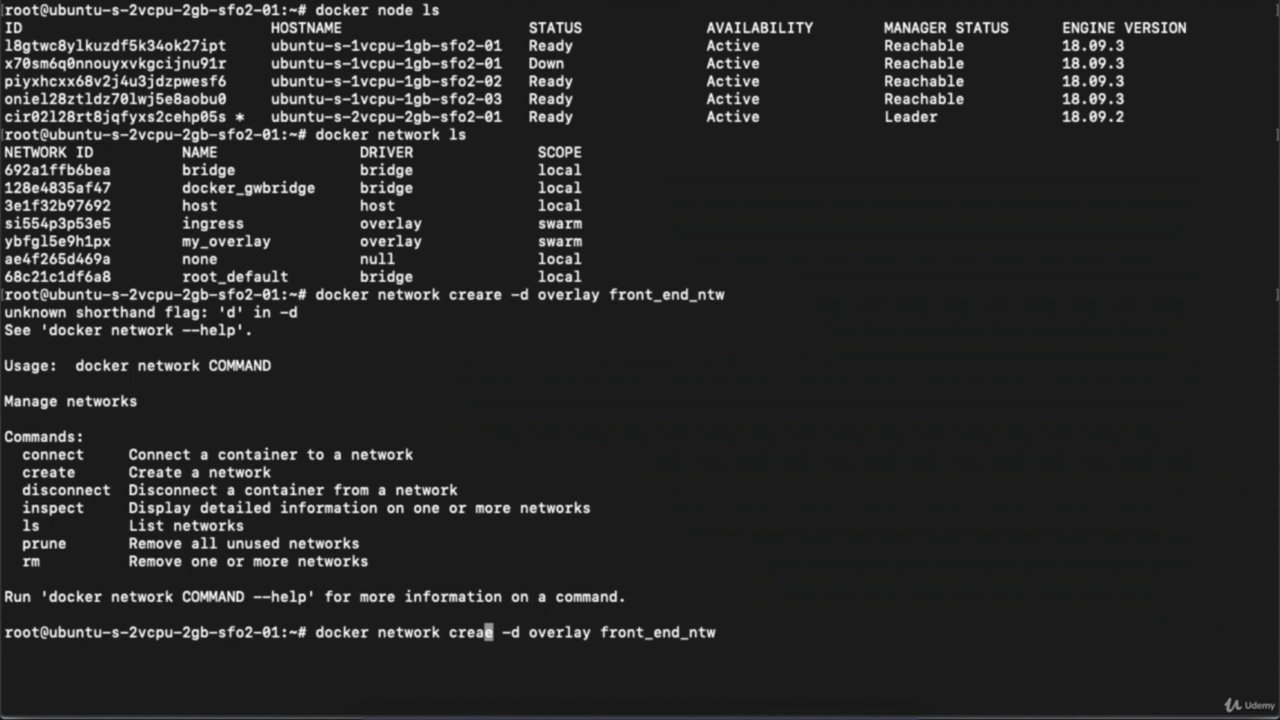 root@ubuntu-s-2vcpu-2gb-sfo2-01:~# docker node ls
ID HOSTNAME STATUS AVAILABILITY MANAGER STATUS ENGINE VERSION
l8gtwc8ylkuzdf5k34ok27ipt ubuntu-s-1vcpu-1gb-sfo2-01 Ready Active Reachable 18.09.3
x70sm6q0nnouyxvkgcijnu91r ubuntu-s-1vcpu-1gb-sfo2-01 Down Active Reachable 18.09.3
piyxhcxx68v2j4u3jdzpwesf6 ubuntu-s-1vcpu-1gb-sfo2-02 Ready Active Reachable 18.09.3
oniel28ztldz70lwj5e8aobu0 ubuntu-s-1vcpu-1gb-sfo2-03 Ready Active Reachable 18.09.3
cir02l28rt8jqfyxs2cehp05s * ubuntu-s-2vcpu-2gb-sfo2-01 Ready Active Leader 18.09.2
root@ubuntu-s-2vcpu-2gb-sfo2-01:~# docker network ls
NETWORK ID NAME DRIVER SCOPE
692a1ffb6bea bridge bridge local
128e4835af47 docker_gwbridge bridge local
3e1f32b97692 host host local
si554p3p53e5 ingress overlay swarm
ybfgl5e9h1px my_overlay overlay swarm
ae4f265d469a none null local
68c21c1df6a8 root_default bridge local
root@ubuntu-s-2vcpu-2gb-sfo2-01:~# docker network creare -d overlay front_end_ntw
unknown shorthand flag: 'd' in -d
See 'docker network --help'.
Usage: docker network COMMAND
Manage networks
Commands:
connect Connect a container to a network
create Create a network
disconnect Disconnect a container from a network
inspect Display detailed information on one or more networks
ls List networks
prune Remove all unused networks
rm Remove one or more networks
Run 'docker network COMMAND --help' for more information on a command.
root@ubuntu-s-2vcpu-2gb-sfo2-01:~# docker network creae -d overlay front_end_ntw
Udemy